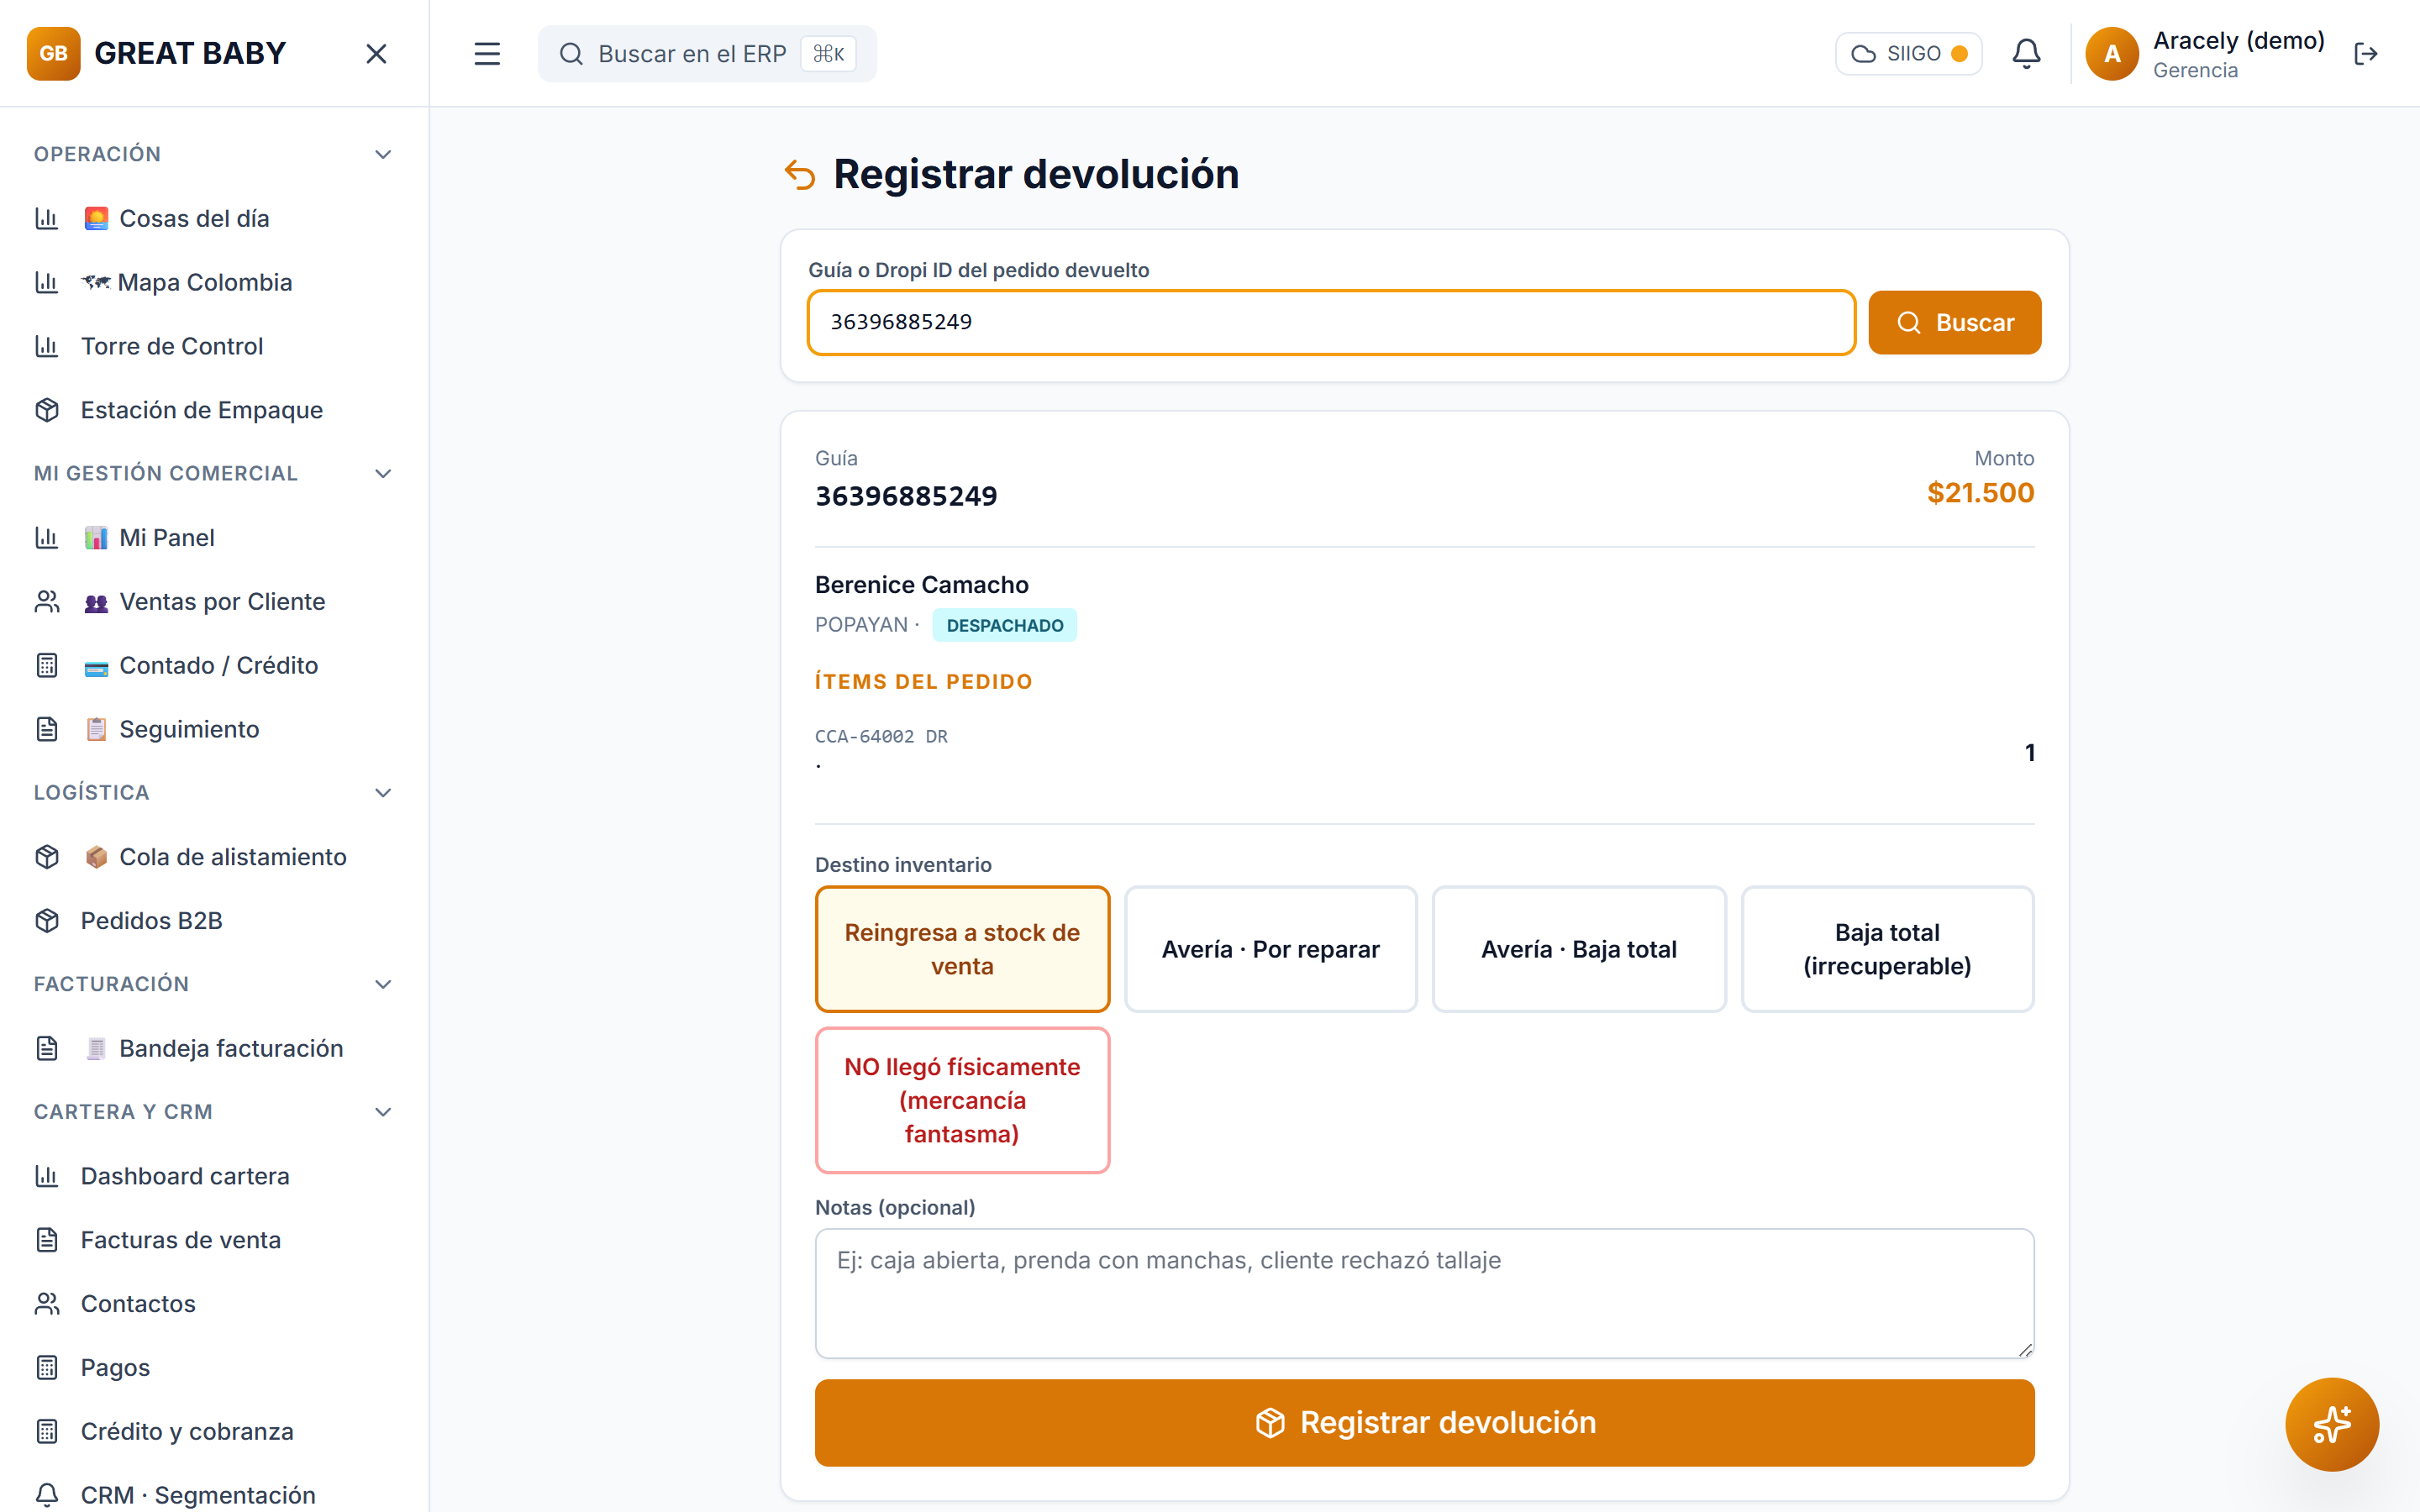 GB GREAT BABY
Buscar en el ERP ⌘K
SIIGO
A
Aracely (demo)
Gerencia
OPERACIÓN
Cosas del día
Mapa Colombia
Torre de Control
Estación de Empaque
MI GESTIÓN COMERCIAL
Mi Panel
Ventas por Cliente
Contado / Crédito
Seguimiento
LOGÍSTICA
Cola de alistamiento
Pedidos B2B
FACTURACIÓN
Bandeja facturación
CARTERA Y CRM
Dashboard cartera
Facturas de venta
Contactos
Pagos
Crédito y cobranza
CRM · Segmentación
Registrar devolución
Guía o Dropi ID del pedido devuelto
36396885249
Buscar
Guía
36396885249
Monto
$21.500
Berenice Camacho
POPAYAN · DESPACHADO
ÍTEMS DEL PEDIDO
CCA-64002 DR
.
1
Destino inventario
Reingresa a stock de
venta
Avería · Por reparar
Avería · Baja total
Baja total
(irrecuperable)
NO llegó físicamente
(mercancía
fantasma)
Notas (opcional)
Ej: caja abierta, prenda con manchas, cliente rechazó tallaje
Registrar devolución